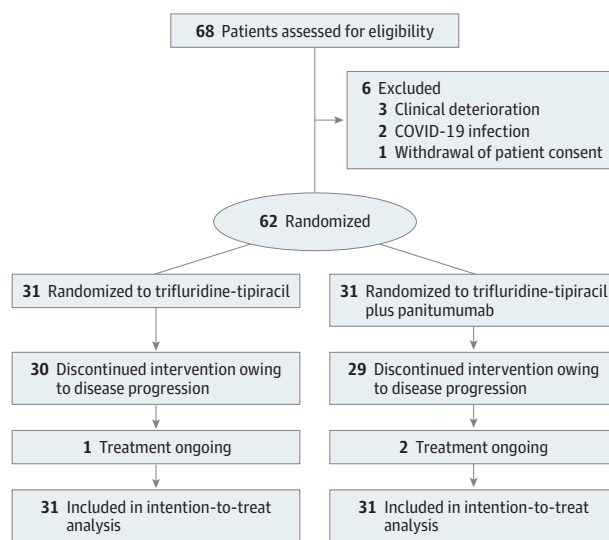 68 Patients assessed for eligibility
6 Excluded
3 Clinical deterioration
2 COVID-19 infection
1 Withdrawal of patient consent
62 Randomized
31 Randomized to trifluridine-tipiracil
31 Randomized to trifluridine-tipiracil
plus panitumumab
30 Discontinued intervention owing
to disease progression
29 Discontinued intervention owing
to disease progression
1 Treatment ongoing
2 Treatment ongoing
31 Included in intention-to-treat
analysis
31 Included in intention-to-treat
analysis